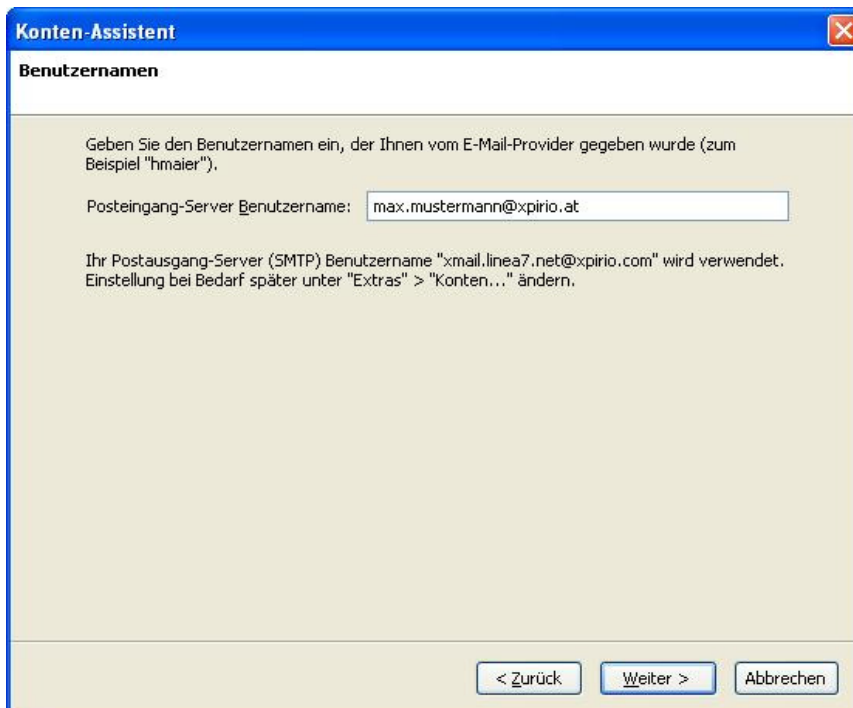 Konten-Assistent
Benutzernamen
Geben Sie den Benutzernamen ein, der Ihnen vom E-Mail-Provider gegeben wurde (zum
Beispiel "hmaier").
Posteingang-Server Benutzername: max.mustermann@xpirio.at
Ihr Postausgang-Server (SMTP) Benutzername "xmail.linea7.net@xpirio.com" wird verwendet.
Einstellung bei Bedarf später unter "Extras" > "Konten..." ändern.
< Zurück Weiter > Abbrechen